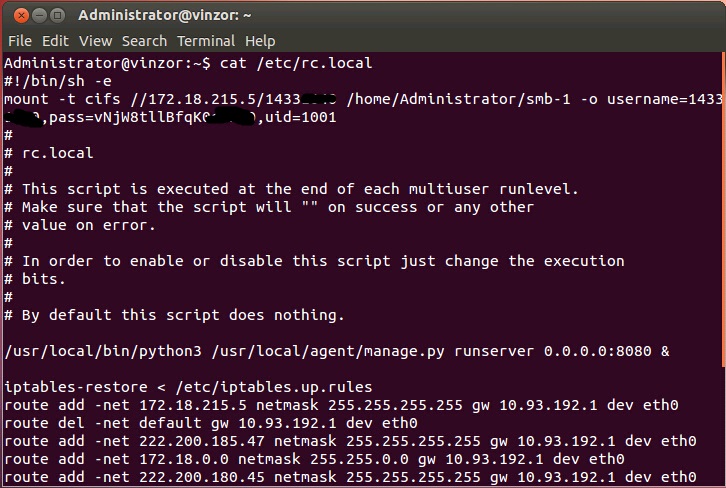 Administrator@vinzor: ~
File Edit View Search Terminal Help
Administrator@vinzor:~$ cat /etc/rc.local
#!/bin/sh -e
mount -t cifs //172.18.215.5/1433 /home/Administrator/smb-1 -o username=1433
,pass=vNjW8tllBfqK0 ,uid=1001
#
# rc.local
#
# This script is executed at the end of each multiuser runlevel.
# Make sure that the script will "" on success or any other
# value on error.
#
# In order to enable or disable this script just change the execution
# bits.
#
# By default this script does nothing.
/usr/local/bin/python3 /usr/local/agent/manage.py runserver 0.0.0.0:8080 &
iptables-restore < /etc/iptables.up.rules
route add -net 172.18.215.5 netmask 255.255.255.255 gw 10.93.192.1 dev eth0
route del -net default gw 10.93.192.1 dev eth0
route add -net 222.200.185.47 netmask 255.255.255.255 gw 10.93.192.1 dev eth0
route add -net 172.18.0.0 netmask 255.255.0.0 gw 10.93.192.1 dev eth0
route add -net 222.200.180.45 netmask 255.255.255.255 gw 10.93.192.1 dev eth0